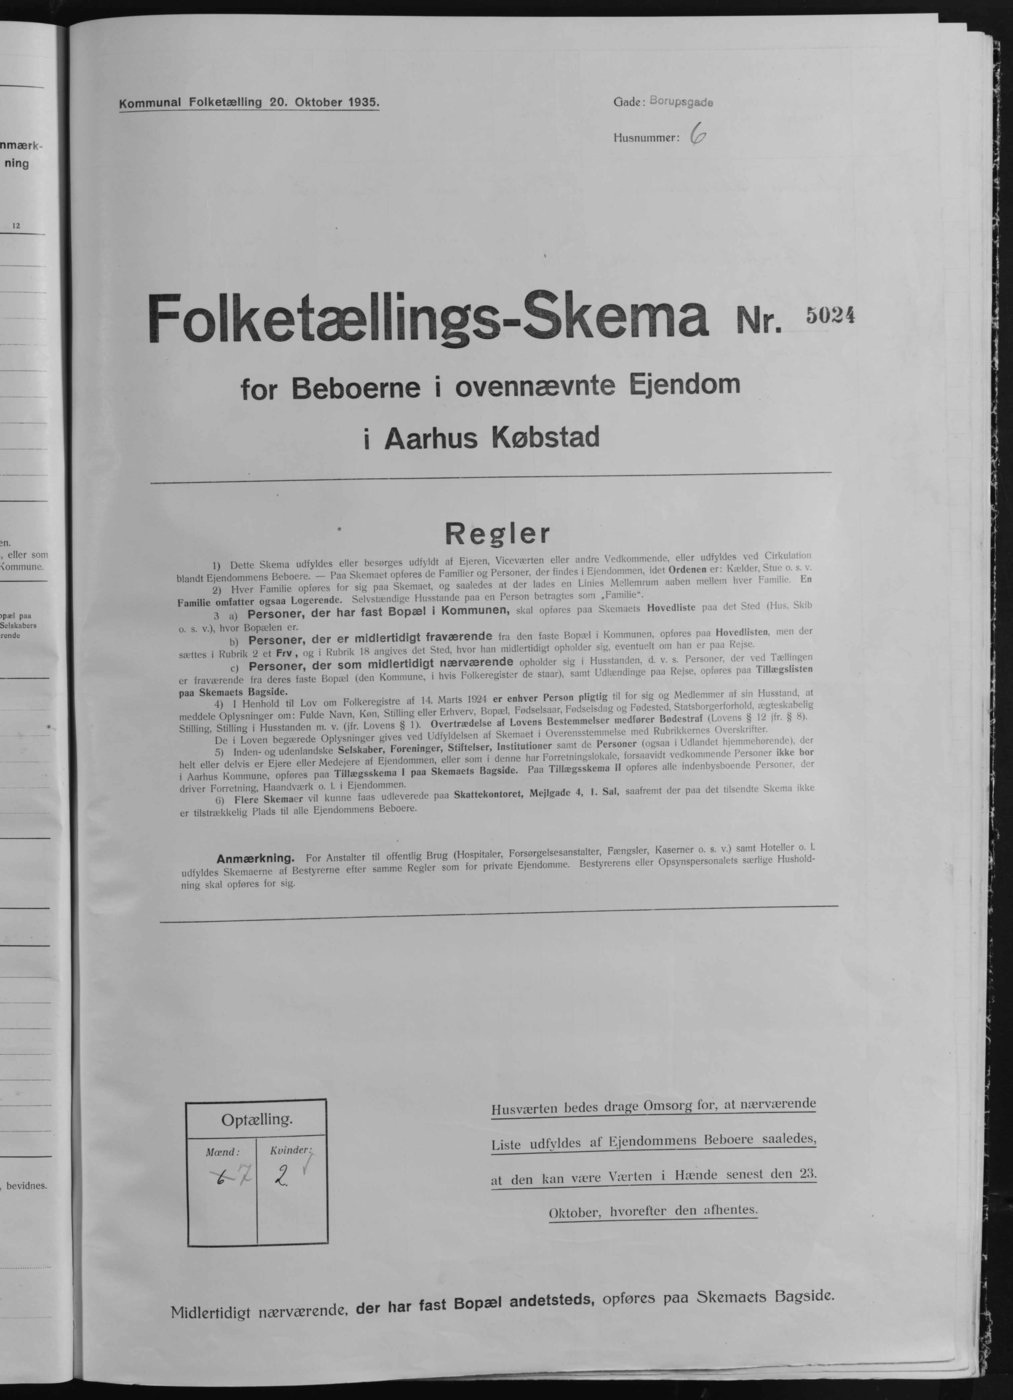 nmærk-
ning
12
en.
, eller som
Kommune.
opæl paa
Selskabers
rende
, bevidnes.
Kommunal Folketælling 20. Oktober 1935.
Gade: Borupsgade
Husnummer: 6
Folketællings-Skema Nr. 5024
for Beboerne i ovennævnte Ejendom
i Aarhus Købstad
Regler
1) Dette Skema udfyldes eller besørges udfyldt af Ejeren, Viceværten eller andre Vedkommende, eller udfyldes ved Cirkulation
blandt Ejendommens Beboere. — Paa Skemaet opføres de Familier og Personer, der findes i Ejendommen, idet Ordenen er: Kælder, Stue o. s. v.
2) Hver Familie opføres for sig paa Skemaet, og saaledes at der lades en Linies Mellemrum aaben mellem hver Familie. En
Familie omfatter ogsaa Logerende. Selvstændige Husstande paa en Person betragtes som „Familie“.
3 a) Personer, der har fast Bopæl i Kommunen, skal opføres paa Skemaets Hovedliste paa det Sted (Hus, Skib
o. s. v.), hvor Bopælen er.
b) Personer, der er midlertidigt fraværende fra den faste Bopæl i Kommunen, opføres paa Hovedlisten, men der
sættes i Rubrik 2 et Frv, og i Rubrik 18 angives det Sted, hvor han midlertidigt opholder sig, eventuelt om han er paa Rejse.
c) Personer, der som midlertidigt nærværende opholder sig i Husstanden, d. v. s. Personer, der ved Tællingen
er fraværende fra deres faste Bopæl (den Kommune, i hvis Folkeregister de staar), samt Udlændinge paa Rejse, opføres paa Tillægslisten
paa Skemaets Bagside.
4) I Henhold til Lov om Folkeregistre af 14. Marts 1924 er enhver Person pligtig til for sig og Medlemmer af sin Husstand, at
meddele Oplysninger om: Fulde Navn, Køn, Stilling eller Erhverv, Bopæl, Fødselsaar, Fødselsdag og Fødested, Statsborgerforhold, ægteskabelig
Stilling, Stilling i Husstanden m. v. (jfr. Lovens § 1). Overtrædelse af Lovens Bestemmelser medfører Bødestraf (Lovens § 12 jfr. § 8).
De i Loven begærede Oplysninger gives ved Udfyldelsen af Skemaet i Overensstemmelse med Rubrikkernes Overskrifter.
5) Inden- og udenlandske Selskaber, Foreninger, Stiftelser, Institutioner samt de Personer (ogsaa i Udlandet hjemmehørende), der
helt eller delvis er Ejere eller Medejere af Ejendommen, eller som i denne har Forretningslokale, forsaavidt vedkommende Personer ikke bor
i Aarhus Kommune, opføres paa Tillægsskema I paa Skemaets Bagside. Paa Tillægsskema II opføres alle indenbysboende Personer, der
driver Forretning, Haandværk o. l. i Ejendommen.
6) Flere Skemaer vil kunne faas udleverede paa Skattekontoret, Mejlgade 4, 1. Sal, saafremt der paa det tilsendte Skema ikke
er tilstrækkelig Plads til alle Ejendommens Beboere.
Anmærkning. For Anstalter til offentlig Brug (Hospitaler, Forsørgelsesanstalter, Fængsler, Kaserner o. s. v.) samt Hoteller o. l.
udfyldes Skemaerne af Bestyrerne efter samme Regler som for private Ejendomme. Bestyrerens eller Opsynspersonalets særlige Hushold-
ning skal opføres for sig.
Optælling.
Mænd: Kvinder:
6 7 2
Husværten bedes drage Omsorg for, at nærværende
Liste udfyldes af Ejendommens Beboere saaledes,
at den kan være Værten i Hænde senest den 23.
Oktober, hvorefter den afhentes.
Midlertidigt nærværende, der har fast Bopæl andetsteds, opføres paa Skemaets Bagside.